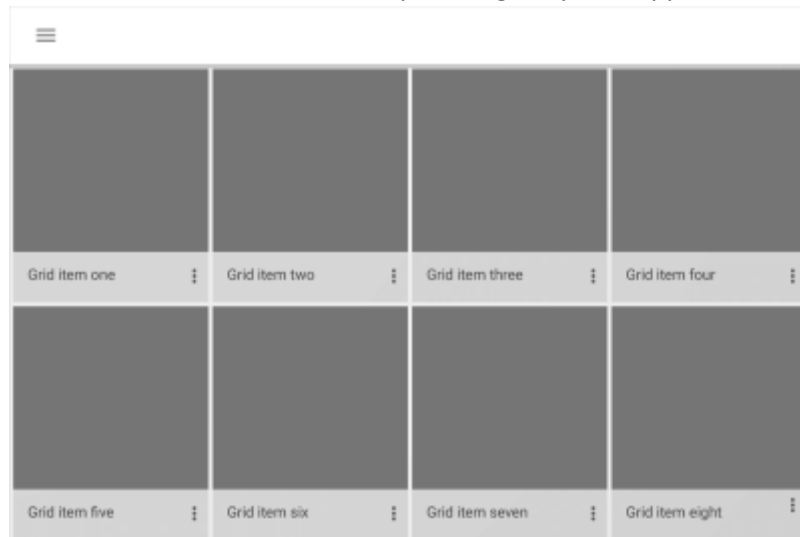 Grid item one
Grid item two
Grid item three
Grid item four
Grid item five
Grid item six
Grid item seven
Grid item eight